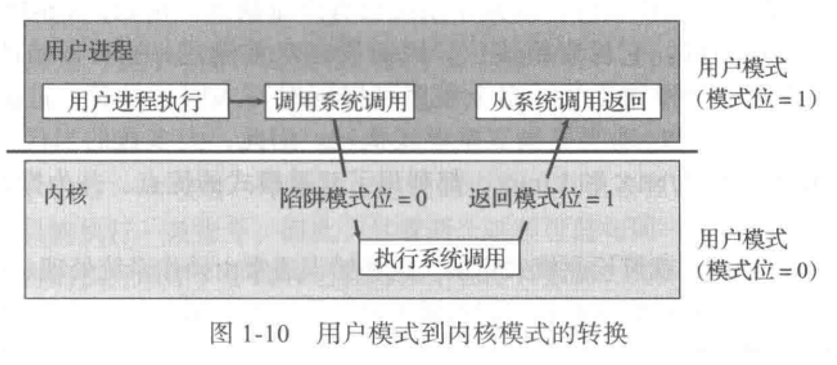 用户进程
用户进程执行
调用系统调用
从系统调用返回
用户模式
(模式位=1)
内核
陷阱模式位=0
返回模式位=1
执行系统调用
用户模式
(模式位=0)
图 1-10 用户模式到内核模式的转换